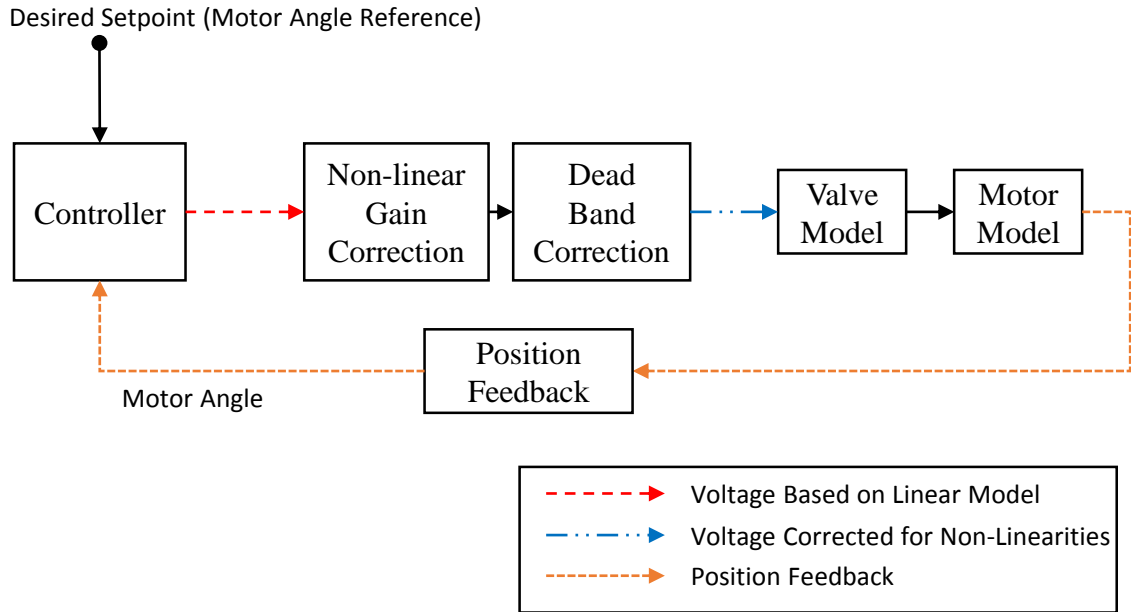 Desired Setpoint (Motor Angle Reference)
Controller
Non-linear
Gain
Correction
Dead
Band
Correction
Valve
Model
Motor
Model
Position
Feedback
Motor Angle
Voltage Based on Linear Model
Voltage Corrected for Non-Linearities
Position Feedback